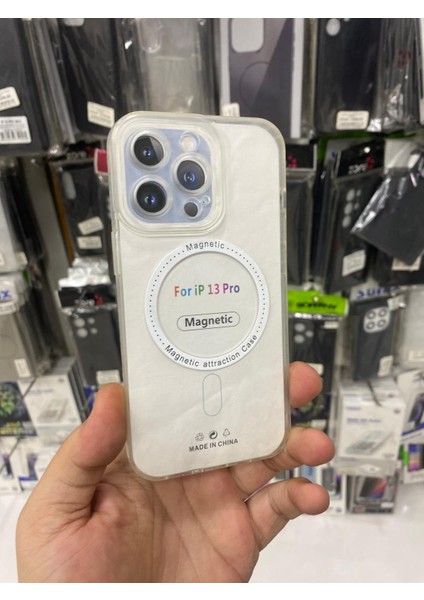 Magnetic
For iP 13 Pro
Magnetic
Magnetic attraction Case
MADE IN CHINA